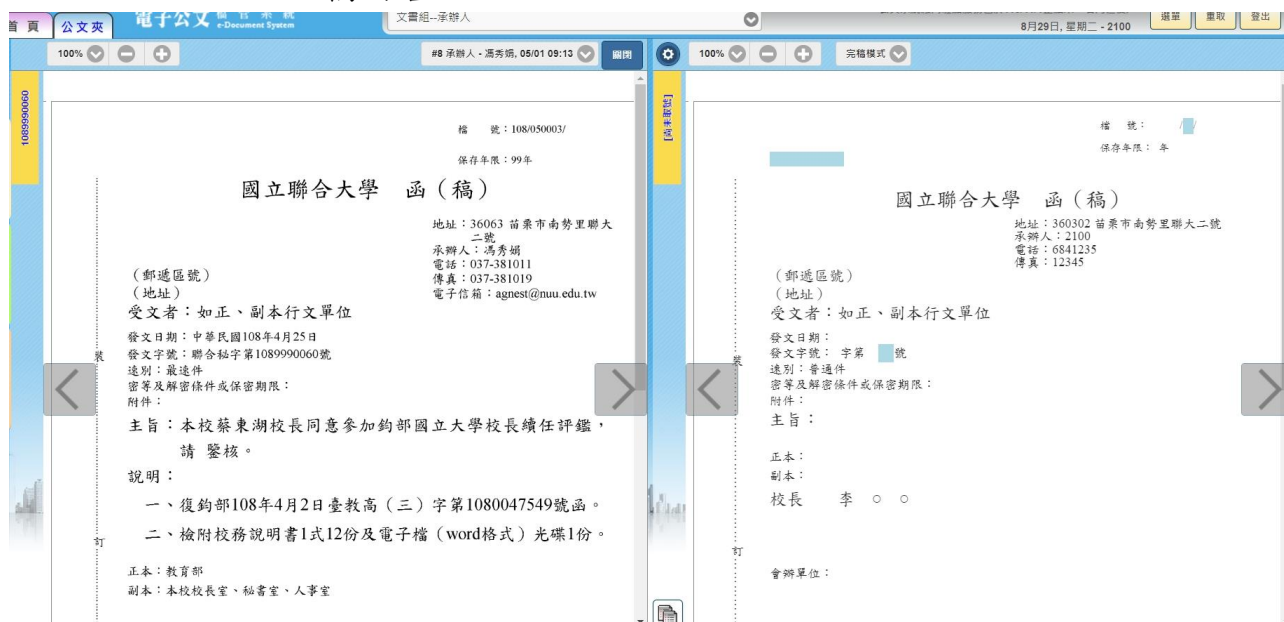 首 頁
公文夾
電子公文
e-Document System
文書組--承辦人
8月29日, 星期二 - 2100
選單
重取
登出
100%
#8 承辦人 - 馮秀娟, 05/01 09:13
關閉
1089990060
檔 號：108/050003/
保存年限：99年
國立聯合大學 函（稿）
地址：36063 苗栗市南勢里聯大
二號
承辦人：馮秀娟
電話：037-381011
傳真：037-381019
電子信箱：agnest@nuu.edu.tw
（郵遞區號）
（地址）
受文者：如正、副本行文單位
發文日期：中華民國108年4月25日
發文字號：聯合秘字第1089990060號
速別：最速件
密等及解密條件或保密期限：
附件：
主旨：本校蔡東湖校長同意參加鈞部國立大學校長續任評鑑，
請 鑒核。
說明：
一、復鈞部108年4月2日臺教高（三）字第1080047549號函。
二、檢附校務說明書1式12份及電子檔（word格式）光碟1份。
正本：教育部
副本：本校校長室、秘書室、人事室
裝
訂
100%
完稿模式
[尚未取號]
檔 號： / /
保存年限： 年
國立聯合大學 函（稿）
地址：360302 苗栗市南勢里聯大二號
承辦人：2100
電話：6841235
傳真：12345
（郵遞區號）
（地址）
受文者：如正、副本行文單位
發文日期：
發文字號： 字第 號
速別：普通件
密等及解密條件或保密期限：
附件：
主旨：
正本：
副本：
校長 李 ○ ○
會辦單位：
裝
訂